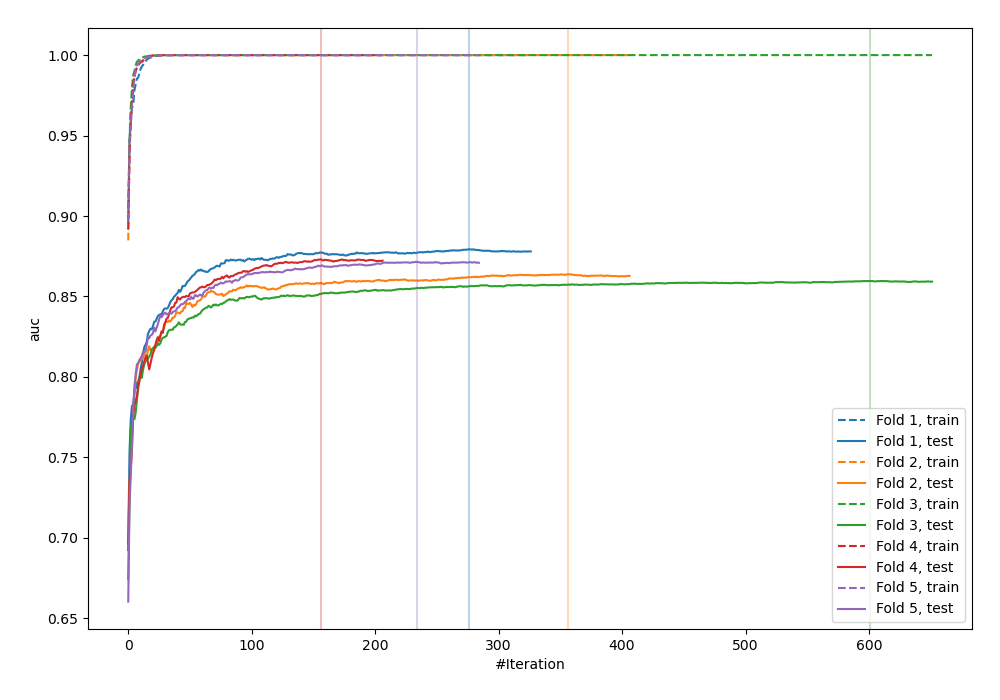 1.00
0.95
0.90
0.85
0.80
0.75
0.70
0.65
auc
0
100
200
300
400
500
600
#Iteration
Fold 1, train
Fold 1, test
Fold 2, train
Fold 2, test
Fold 3, train
Fold 3, test
Fold 4, train
Fold 4, test
Fold 5, train
Fold 5, test